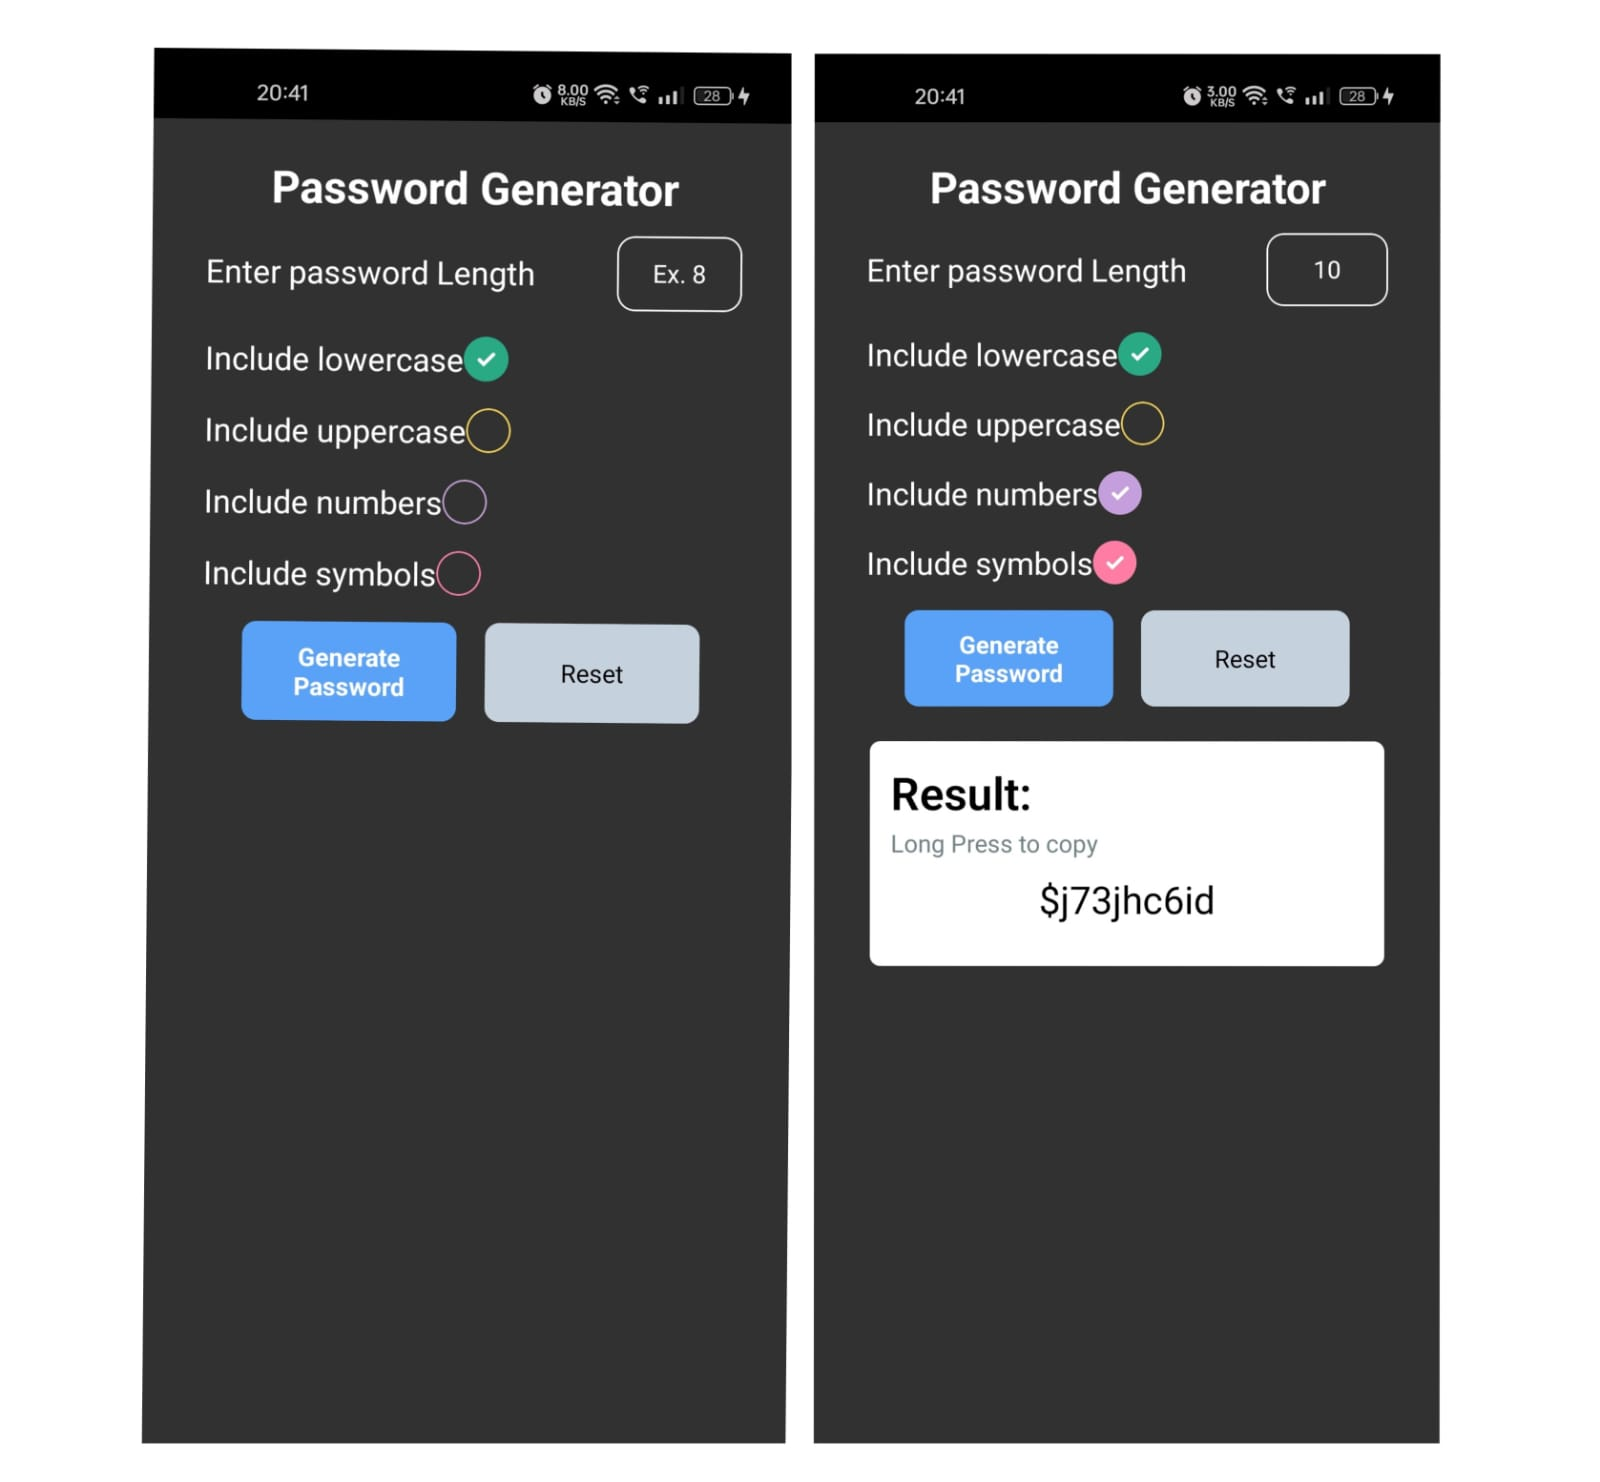 20:41
8.00
KB/S
28
Password Generator
Enter password Length
Ex. 8
Include lowercase
Include uppercase
Include numbers
Include symbols
Generate
Password
Reset
20:41
3.00
KB/S
28
Password Generator
Enter password Length
10
Include lowercase
Include uppercase
Include numbers
Include symbols
Generate
Password
Reset
Result:
Long Press to copy
$j73jhc6id